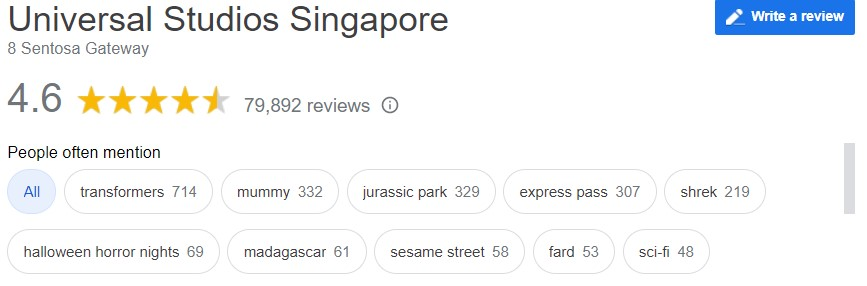 Universal Studios Singapore
Write a review
8 Sentosa Gateway
4.6 79,892 reviews
People often mention
All transformers 714 mummy 332 jurassic park 329 express pass 307 shrek 219
halloween horror nights 69 madagascar 61 sesame street 58 fard 53 sci-fi 48